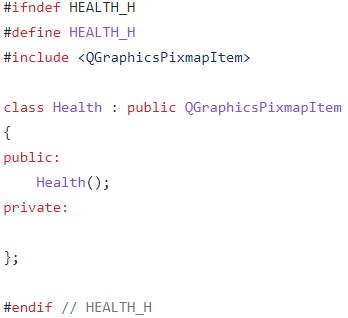 #ifndef HEALTH_H
#define HEALTH_H
#include <QGraphicsPixmapItem>

class Health : public QGraphicsPixmapItem
{
public:
    Health();
private:

};

#endif // HEALTH_H